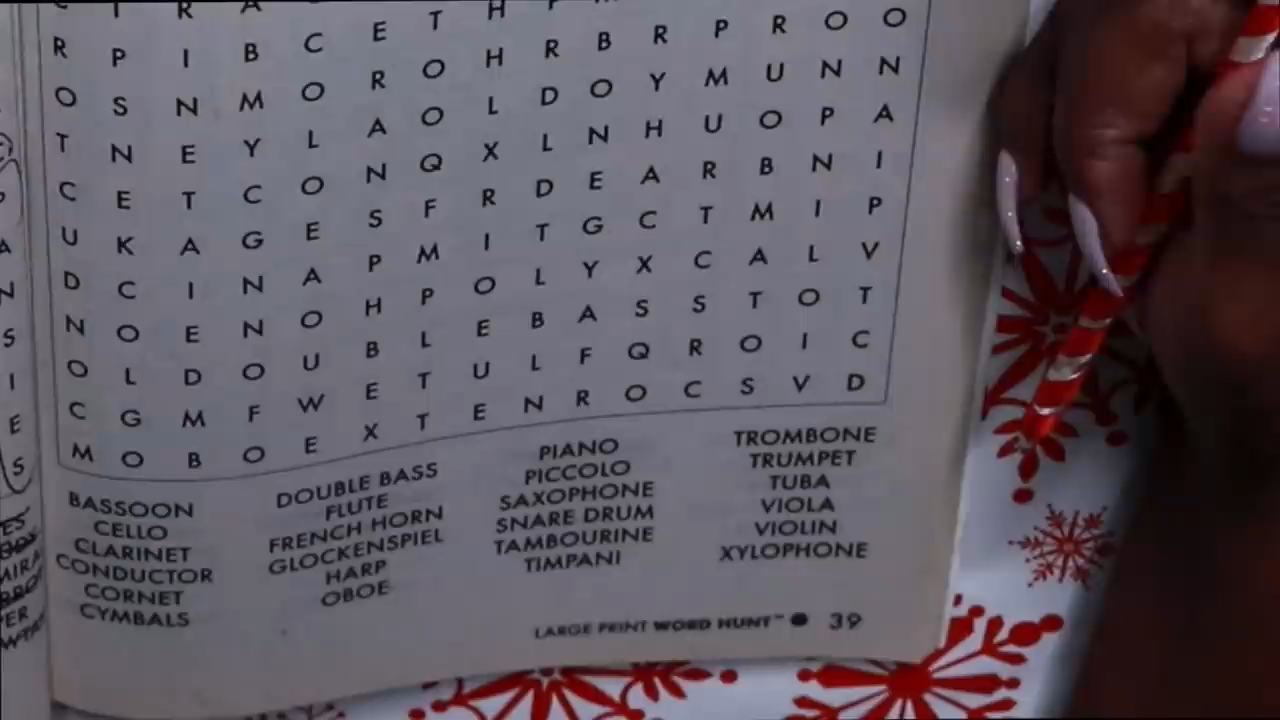 R P I B C E T H
O S N M O R O H R B R P R O O
T N E Y L A O L D O Y M U N N
C E T C O N Q X L N H U O P A
U K A G E S F R D E A R B N I
D C I N A P M I T G C T M I P
N O E N O H P O L Y X C A L V
O L D O U B L E B A S S T O T
C G M F W E T U L F Q R O I C
M O B O E X T E N R O C S V D
BASSOON
CELLO
CLARINET
CONDUCTOR
CORNET
CYMBALS
DOUBLE BASS
FLUTE
FRENCH HORN
GLOCKENSPIEL
HARP
OBOE
PIANO
PICCOLO
SAXOPHONE
SNARE DRUM
TAMBOURINE
TIMPANI
TROMBONE
TRUMPET
TUBA
VIOLA
VIOLIN
XYLOPHONE
LARGE PRINT WORD HUNT™ ● 39